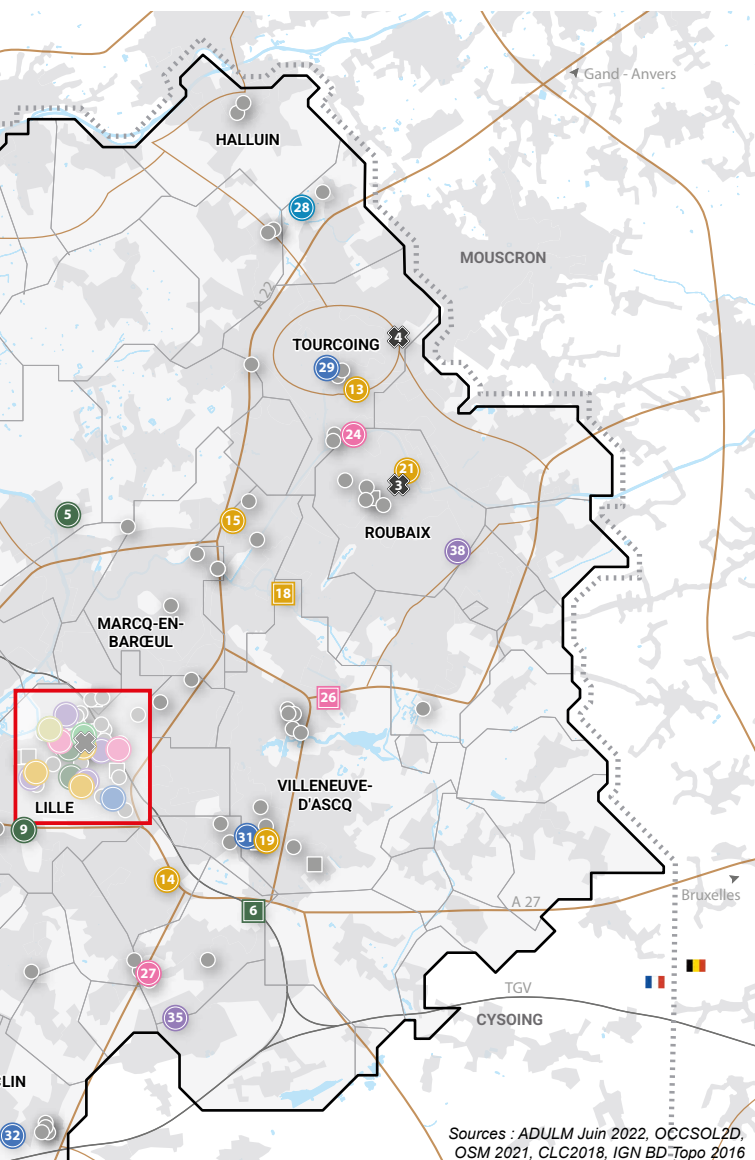 Gand - Anvers
HALLUIN
28
MOUSCRON
A 22
4
TOURCOING
29
13
24
21
3
5
15
ROUBAIX
38
18
MARCQ-EN-
BARŒUL
26
VILLENEUVE-
D'ASCQ
LILLE
9
31
19
14
Bruxelles
A 27
6
27
TGV
35
CYSOING
CLIN
32
Sources : ADULM Juin 2022, OCCSOL2D,
OSM 2021, CLC2018, IGN BD Topo 2016